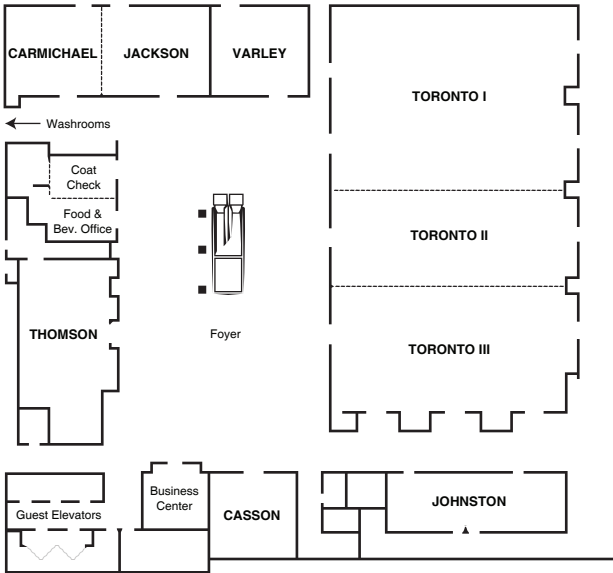 CARMICHAEL
JACKSON
VARLEY
TORONTO I
Washrooms
Coat
Check
Food &
Bev. Office
TORONTO II
THOMSON
Foyer
TORONTO III
Business
Center
Guest Elevators
CASSON
JOHNSTON